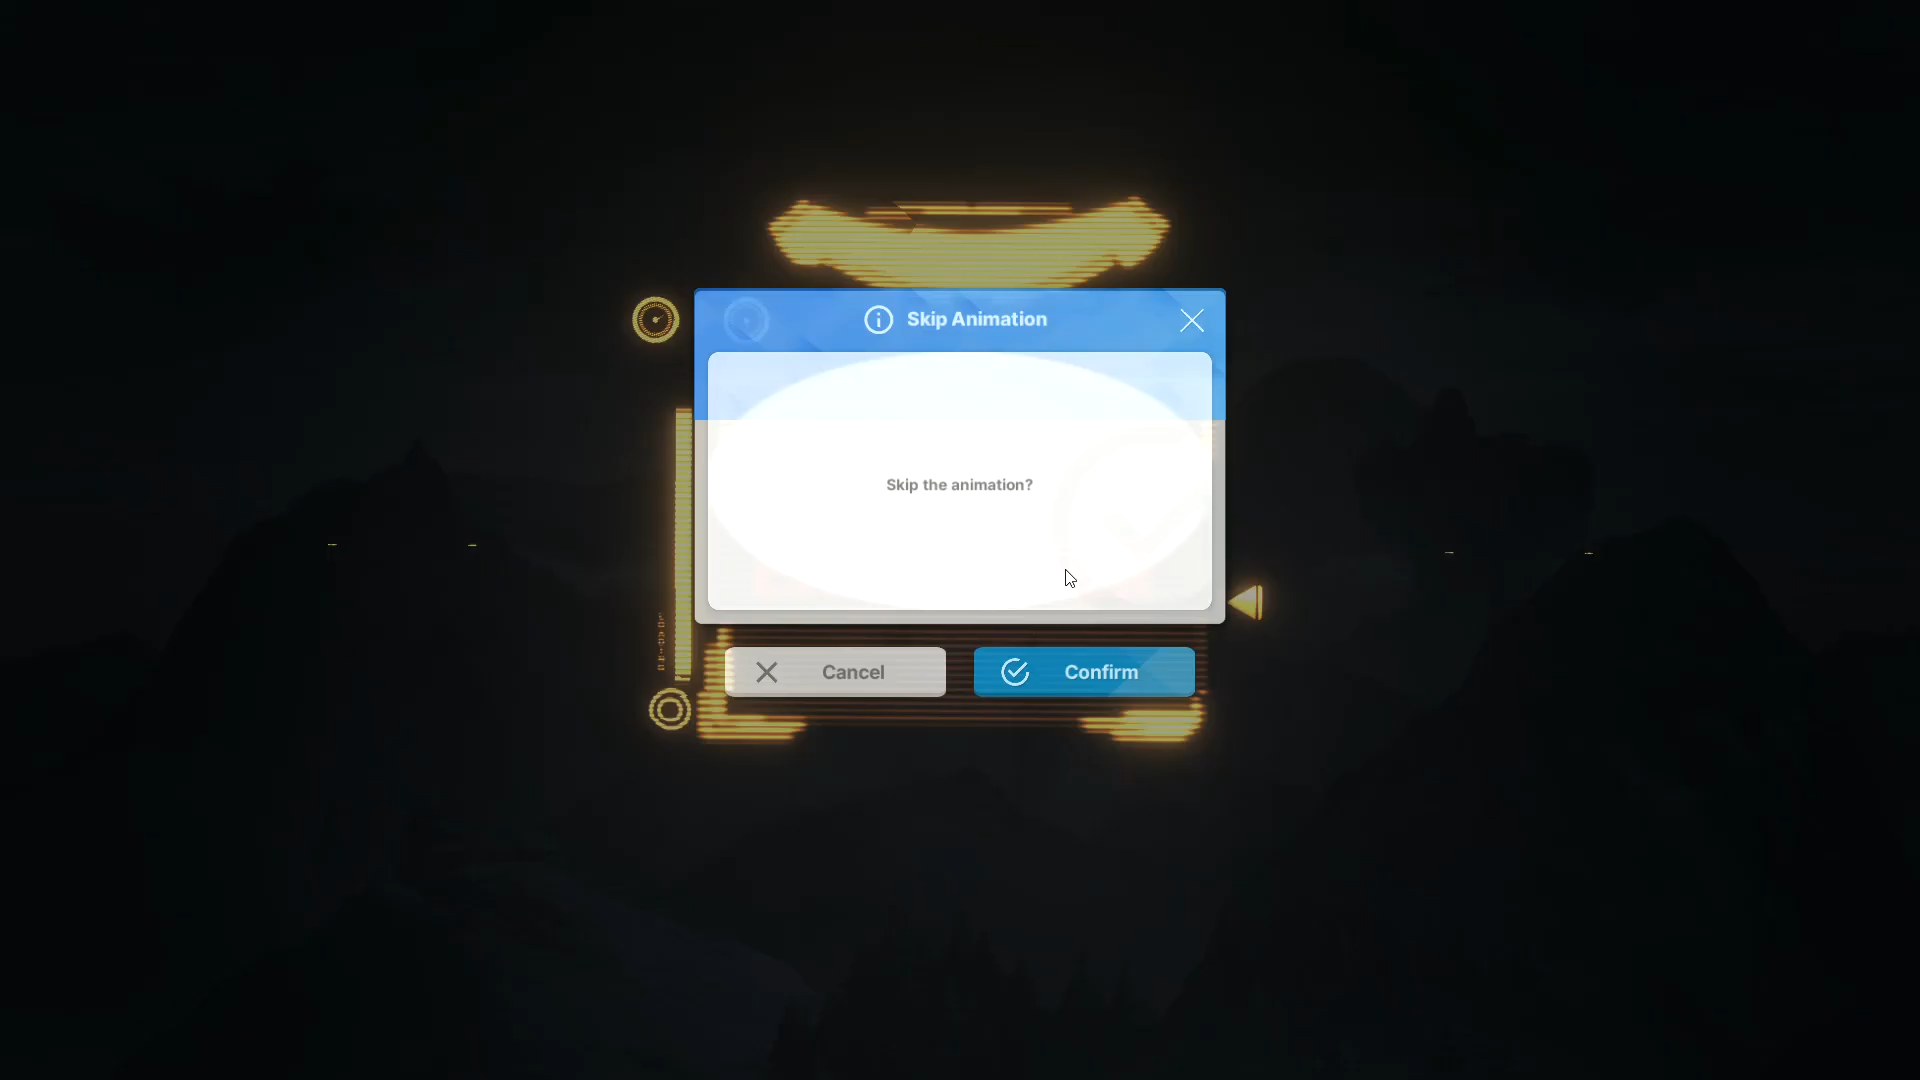 Skip Animation
Skip the animation?
Cancel
Confirm